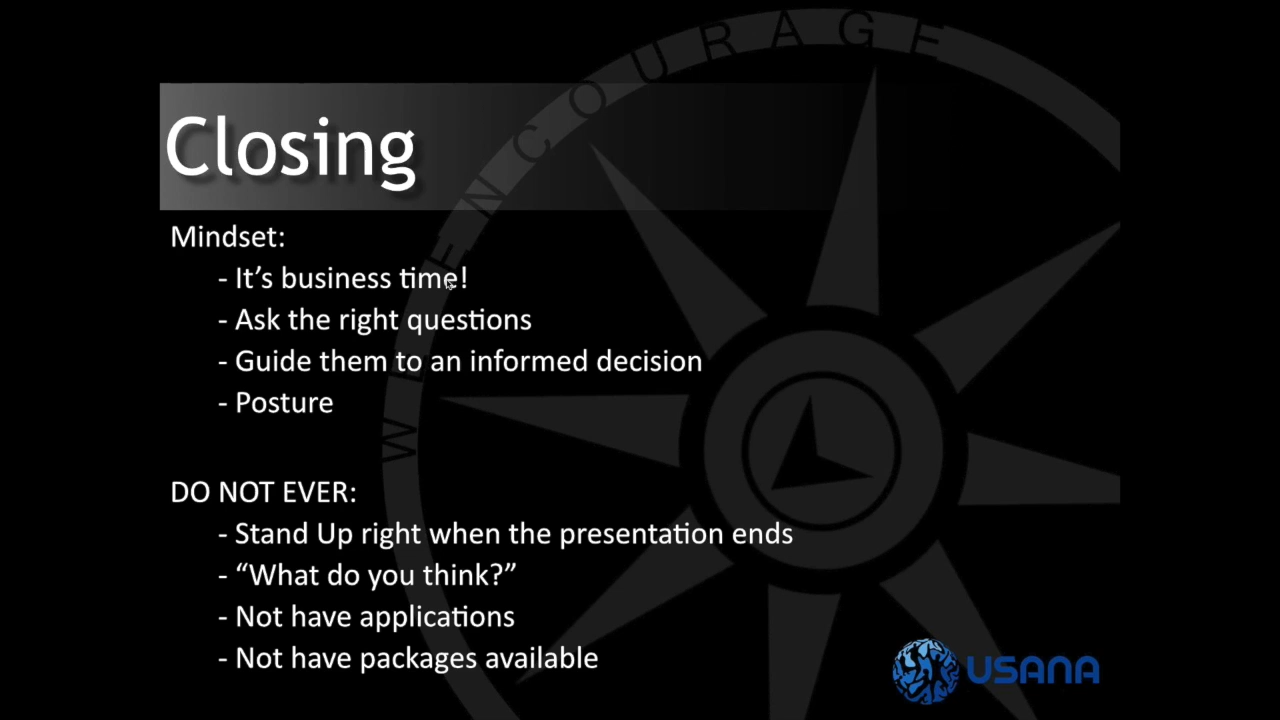 WE ENCOURAGE
Closing
Mindset:
- It’s business time!
- Ask the right questions
- Guide them to an informed decision
- Posture
DO NOT EVER:
- Stand Up right when the presentation ends
- “What do you think?”
- Not have applications
- Not have packages available
USANA